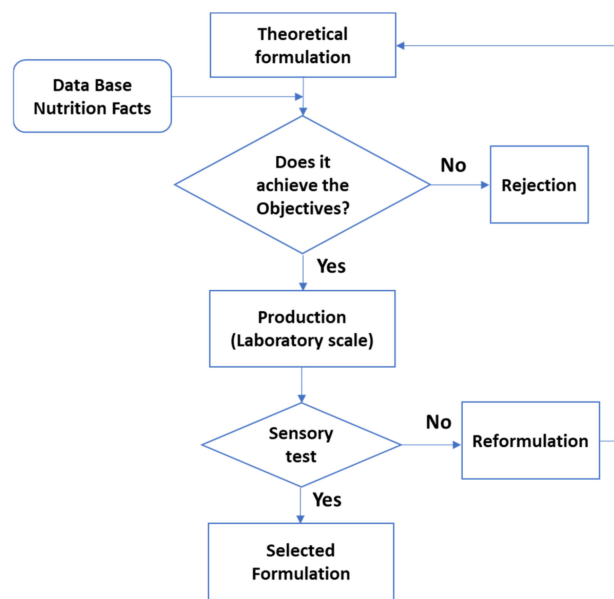 Theoretical
formulation
Data Base
Nutrition Facts
Does it
achieve the
Objectives?
No
Rejection
Yes
Production
(Laboratory scale)
Sensory
test
No
Reformulation
Yes
Selected
Formulation